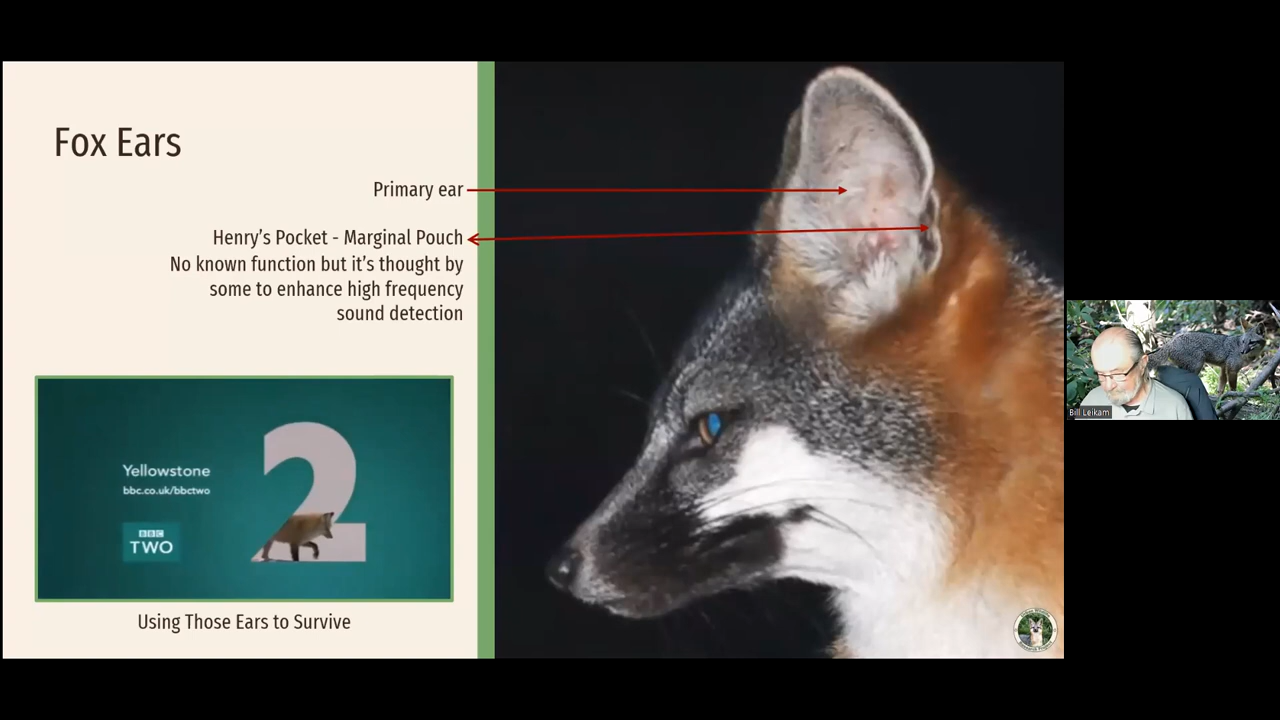 Fox Ears
Primary ear
Henry's Pocket - Marginal Pouch
No known function but it's thought by
some to enhance high frequency
sound detection
Yellowstone
bbc.co.uk/bbctwo
BBC
TWO
2
Using Those Ears to Survive
Bill Leikam